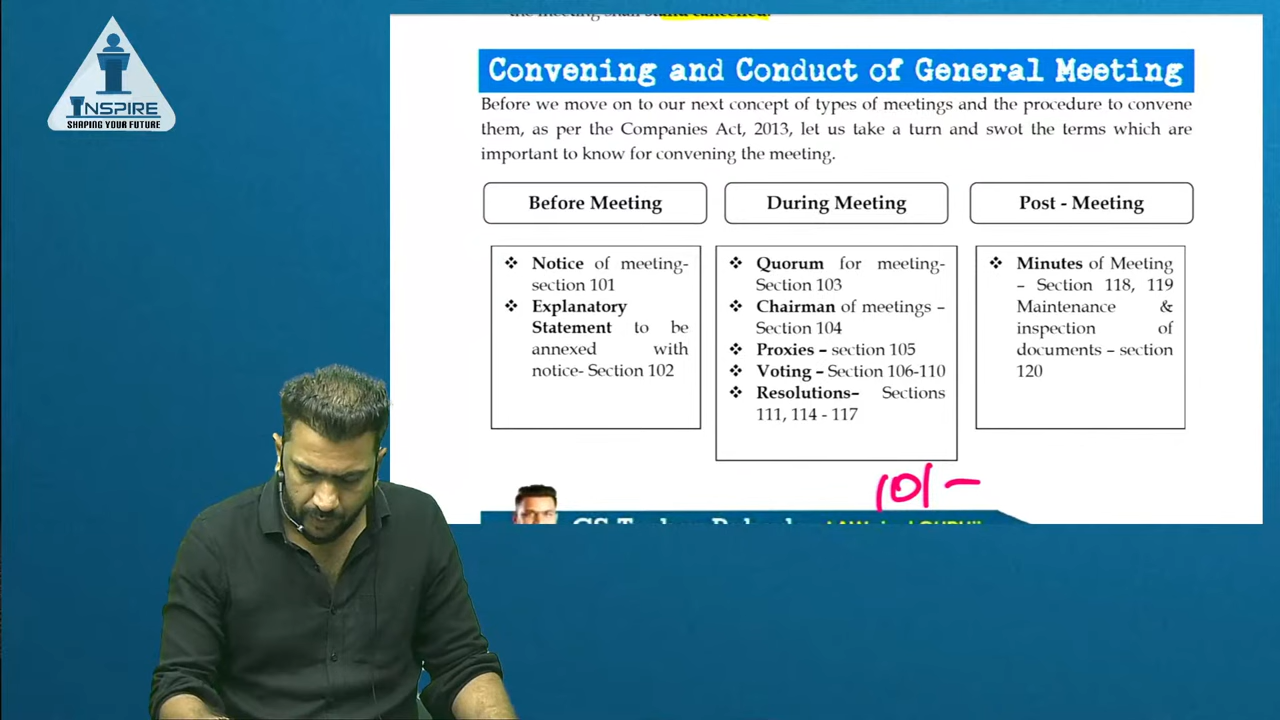 INSPIRE
SHAPING YOUR FUTURE
the meeting shall stand cancelled.
Convening and Conduct of General Meeting
Before we move on to our next concept of types of meetings and the procedure to convene
them, as per the Companies Act, 2013, let us take a turn and swot the terms which are
important to know for convening the meeting.
Before Meeting
❖ Notice of meeting-
section 101
❖ Explanatory
Statement to be
annexed with
notice- Section 102
During Meeting
❖ Quorum for meeting-
Section 103
❖ Chairman of meetings –
Section 104
❖ Proxies – section 105
❖ Voting – Section 106-110
❖ Resolutions– Sections
111, 114 - 117
Post - Meeting
❖ Minutes of Meeting
– Section 118, 119
Maintenance &
inspection of
documents – section
120
101 –